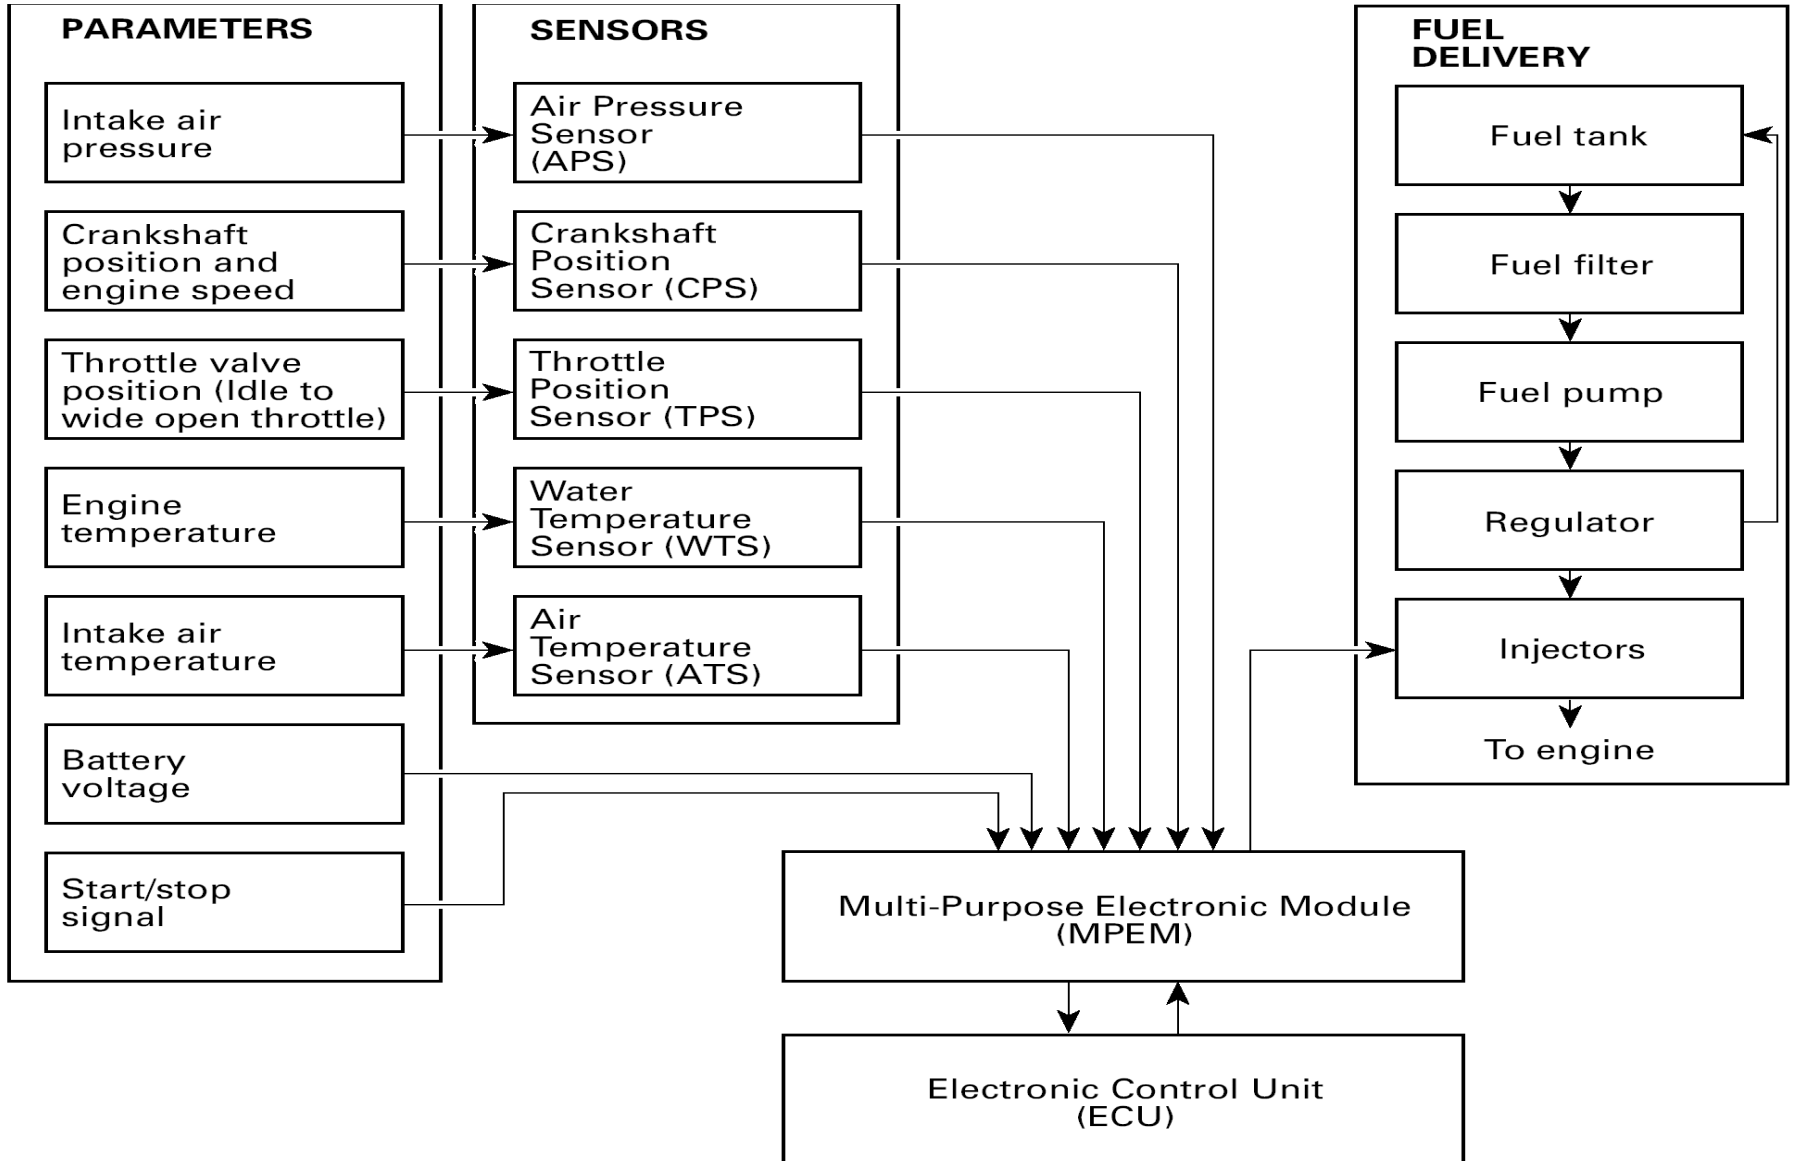 PARAMETERS
Intake air
pressure
Crankshaft
position and
engine speed
Throttle valve
position (Idle to
wide open throttle)
Engine
temperature
Intake air
temperature
Battery
voltage
Start/stop
signal
SENSORS
Air Pressure
Sensor
(APS)
Crankshaft
Position
Sensor (CPS)
Throttle
Position
Sensor (TPS)
Water
Temperature
Sensor (WTS)
Air
Temperature
Sensor (ATS)
FUEL
DELIVERY
Fuel tank
Fuel filter
Fuel pump
Regulator
Injectors
To engine
Multi-Purpose Electronic Module
(MPEM)
Electronic Control Unit
(ECU)